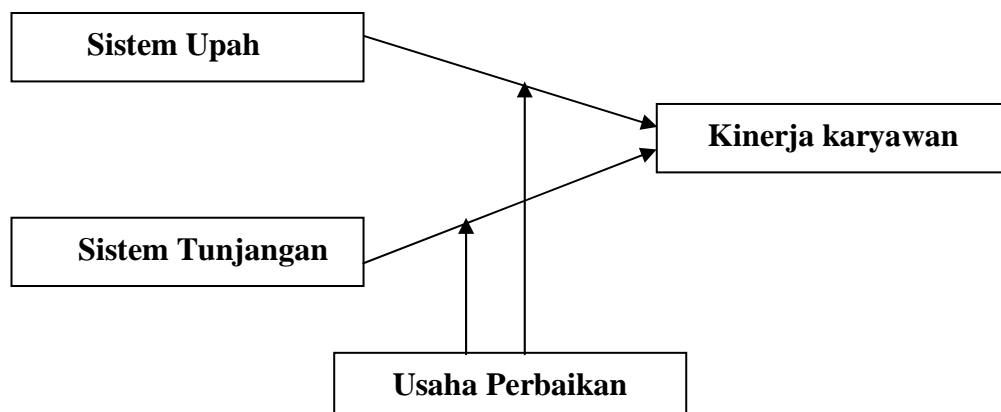 Sistem Upah
Kinerja karyawan
Sistem Tunjangan
Usaha Perbaikan